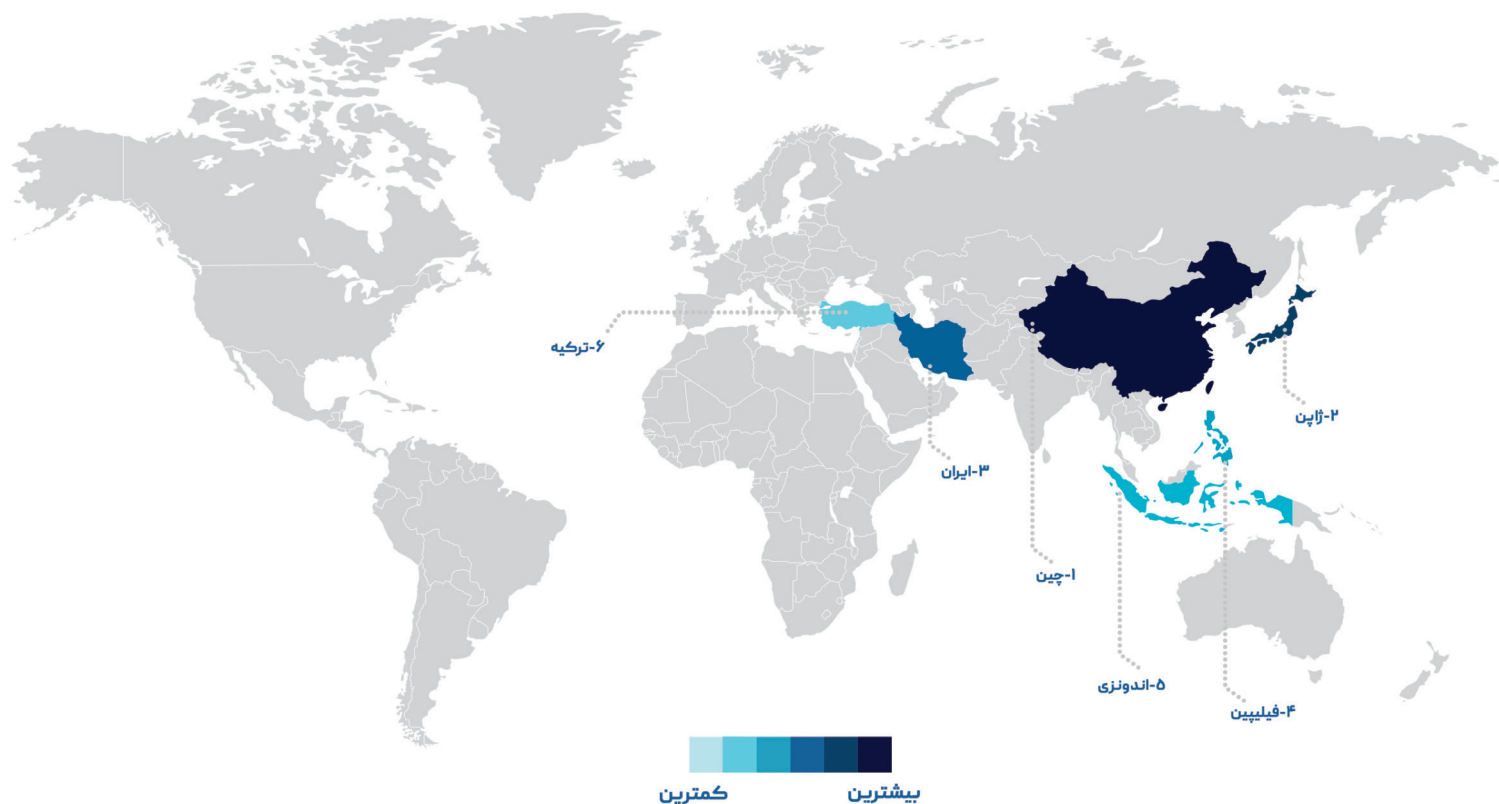 ۱-چین
۲-ژاپن
۳-ایران
۴-فیلیپین
۵-اندونزی
۶-ترکیه
بیشترین
کمترین